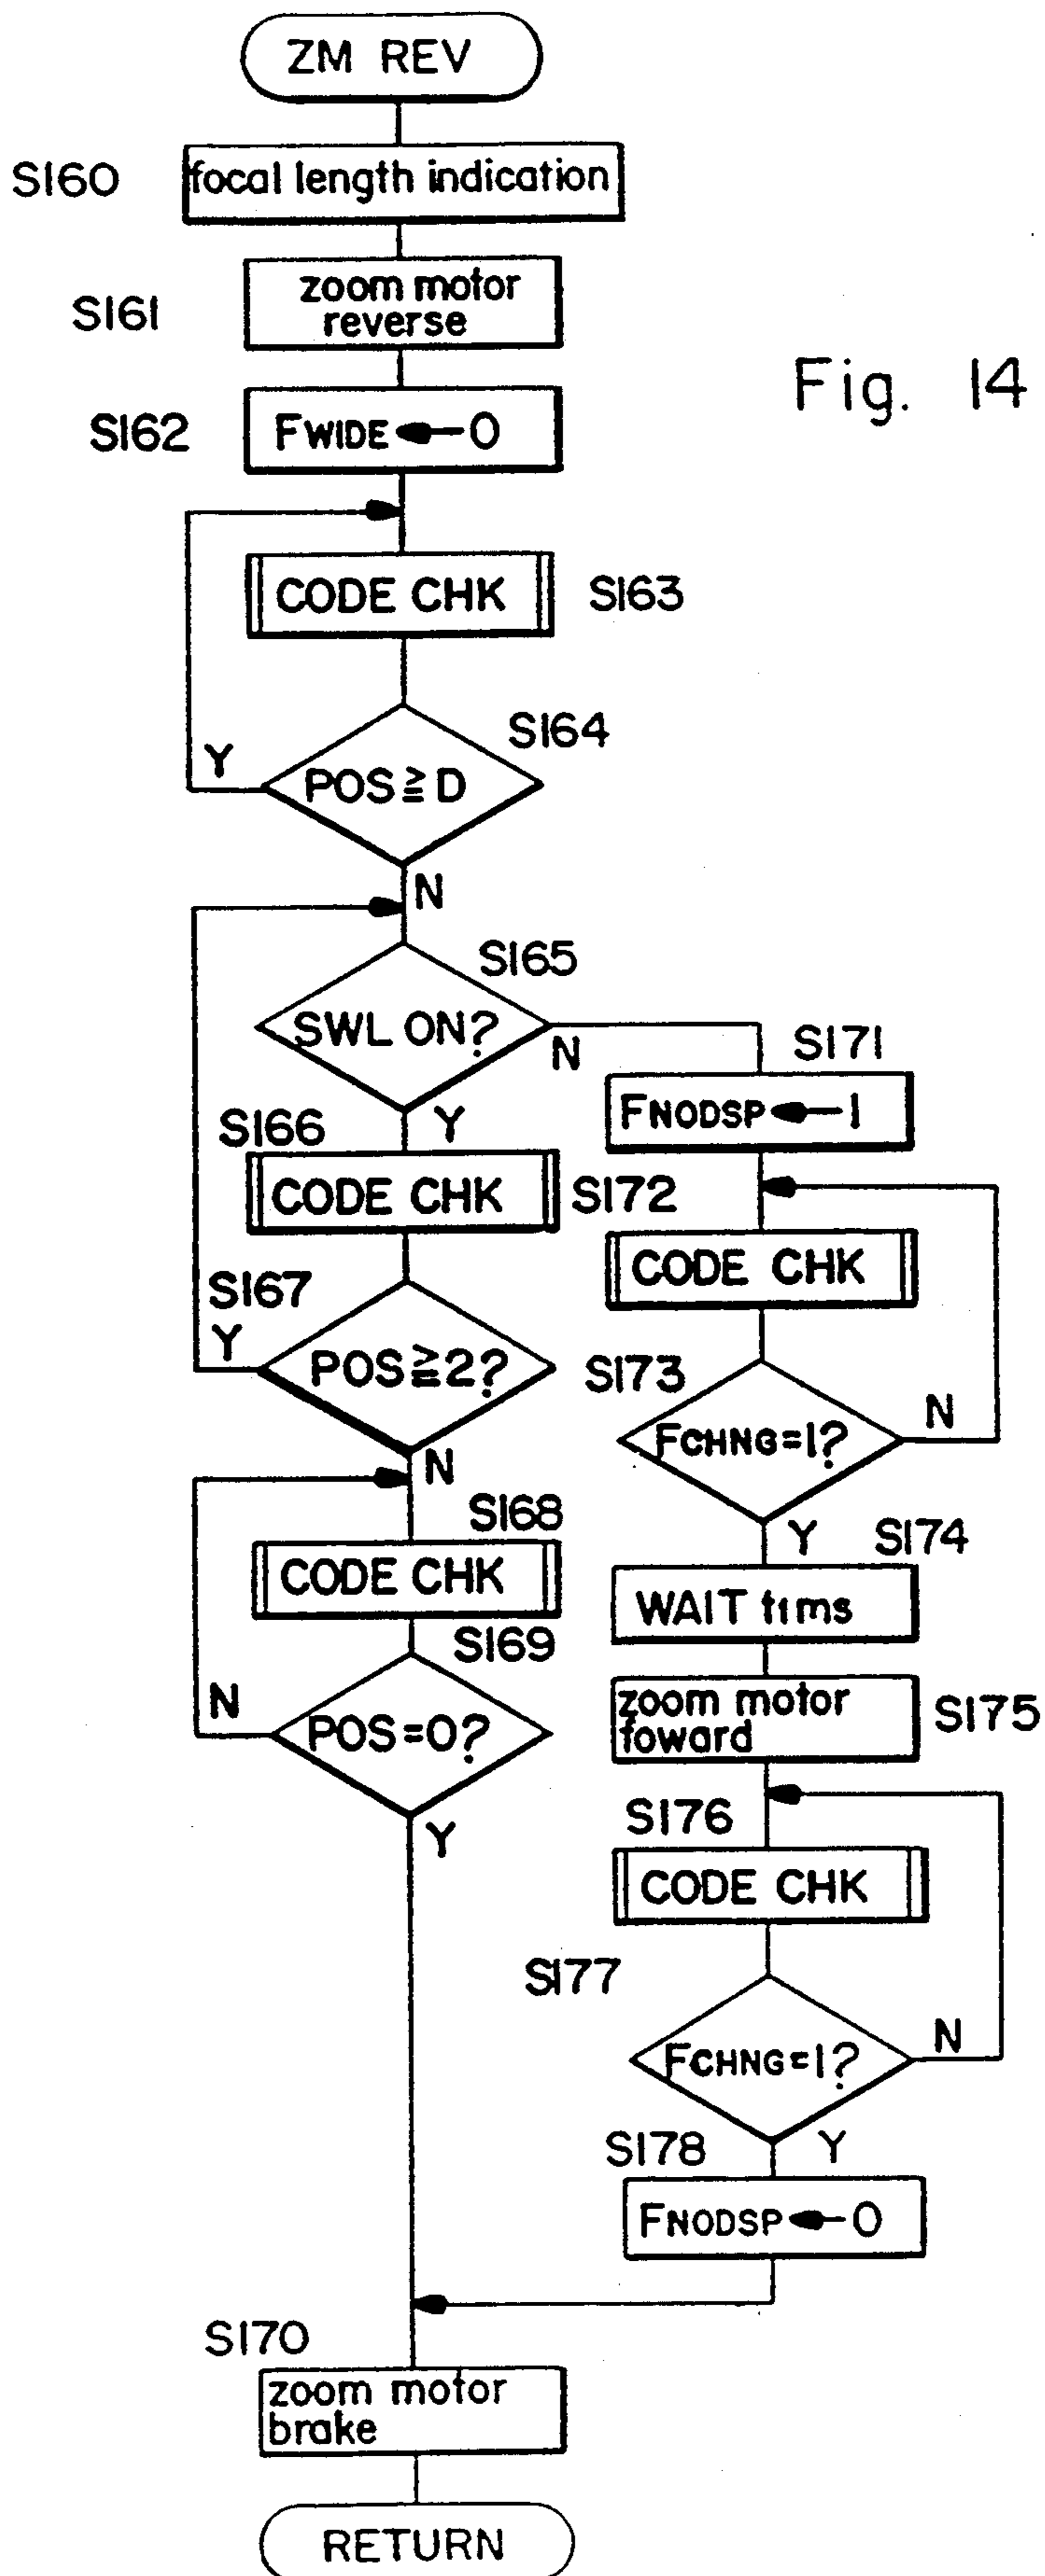 ZM REV
S160
focal length indication
S161
zoom motor
reverse
Fig. 14
S162
FWIDE←0
CODE CHK
S163
S164
Y
POS≧D
N
S165
SWL ON?
N
Y
S171
FNODSP←1
S166
CODE CHK
S172
CODE CHK
S167
Y
POS≧2?
N
S173
FCHNG=1?
N
Y
S168
CODE CHK
S174
WAIT t1ms
S169
N
POS=0?
Y
zoom motor
foward
S175
S176
CODE CHK
S177
FCHNG=1?
N
Y
S178
FNODSP←0
S170
zoom motor
brake
RETURN